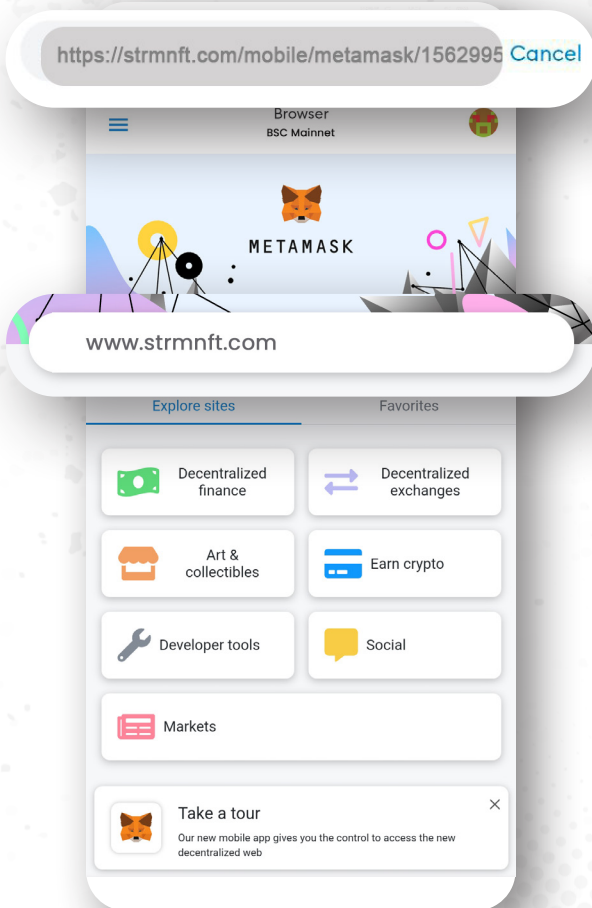 https://strmnft.com/mobile/metamask/1562995 Cancel
Browser
BSC Mainnet
METAMASK
www.strmnft.com
Explore sites
Favorites
Decentralized
finance
Decentralized
exchanges
Art &
collectibles
Earn crypto
Developer tools
Social
Markets
Take a tour
Our new mobile app gives you the control to access the new
decentralized web